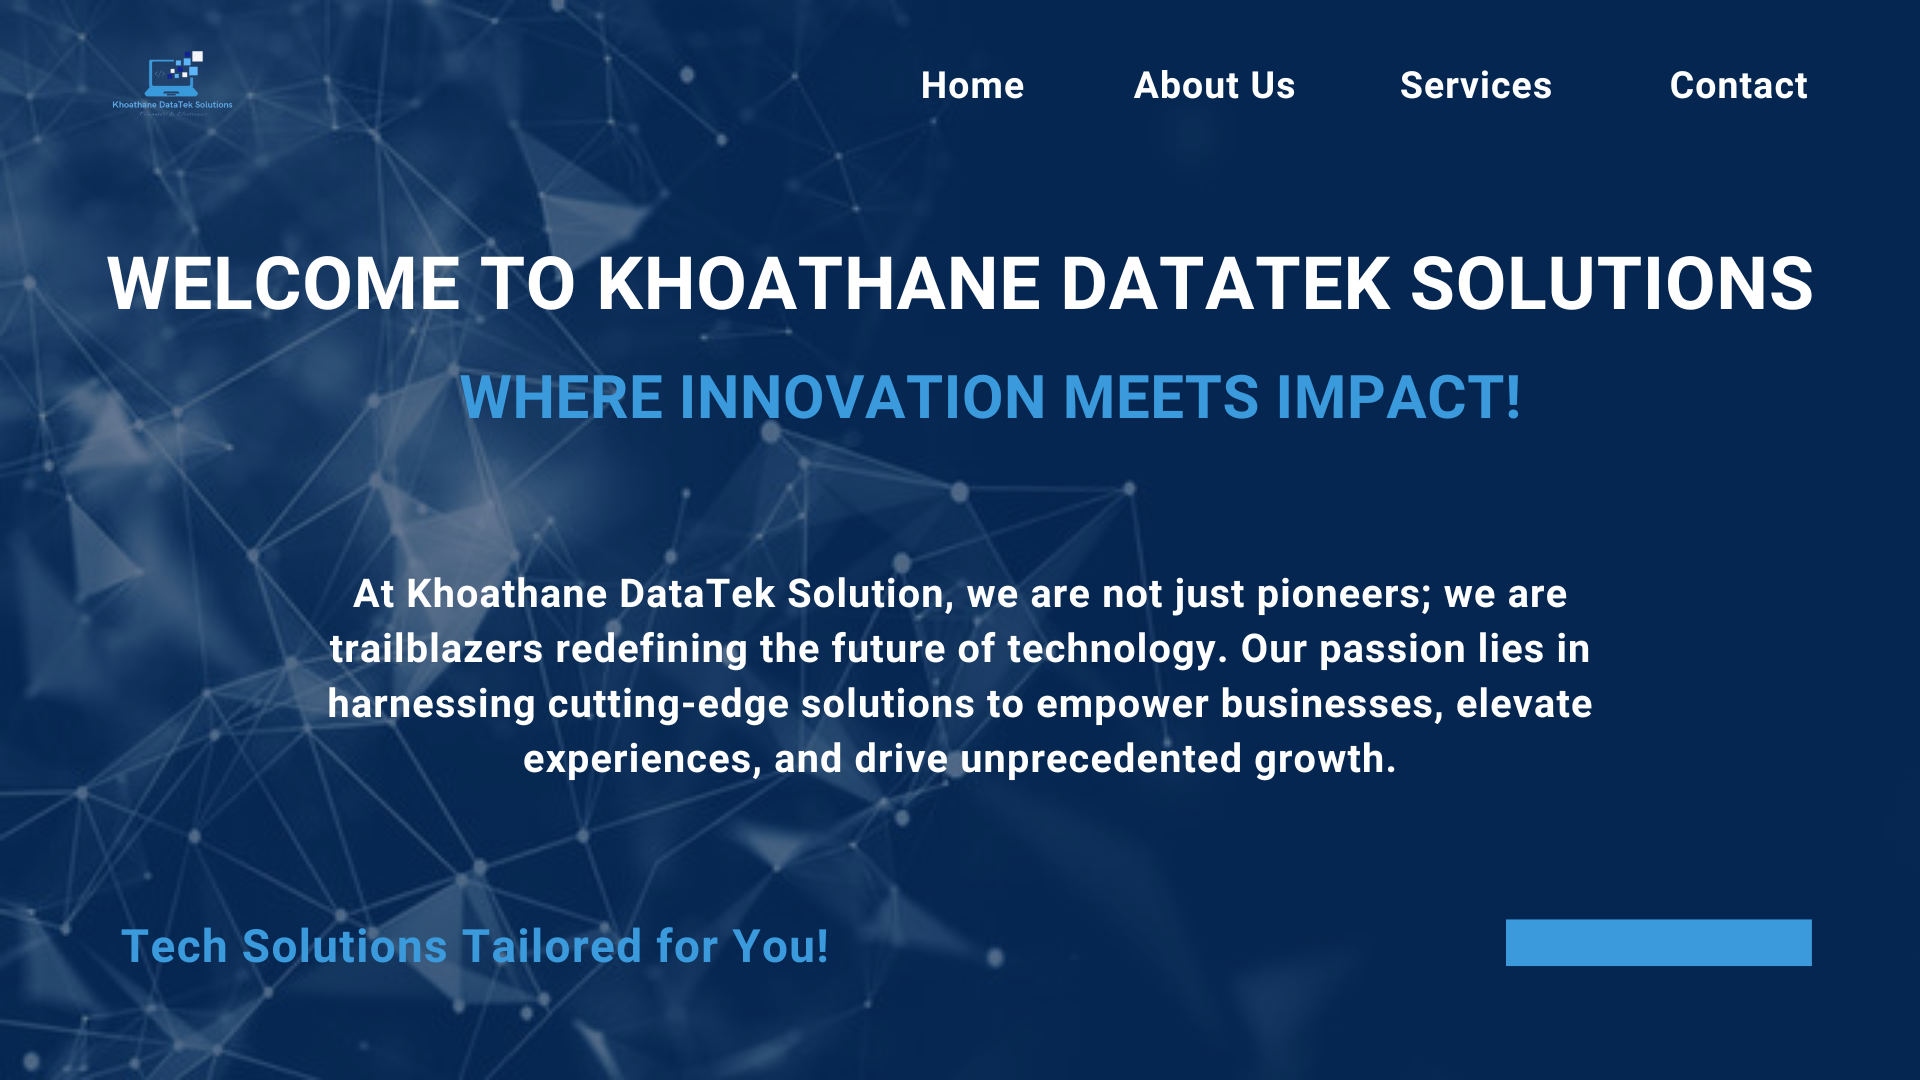 Khoathane DataTek Solutions
Home About Us Services Contact
WELCOME TO KHOATHANE DATATEK SOLUTIONS
WHERE INNOVATION MEETS IMPACT!
At Khoathane DataTek Solution, we are not just pioneers; we are
trailblazers redefining the future of technology. Our passion lies in
harnessing cutting-edge solutions to empower businesses, elevate
experiences, and drive unprecedented growth.
Tech Solutions Tailored for You!